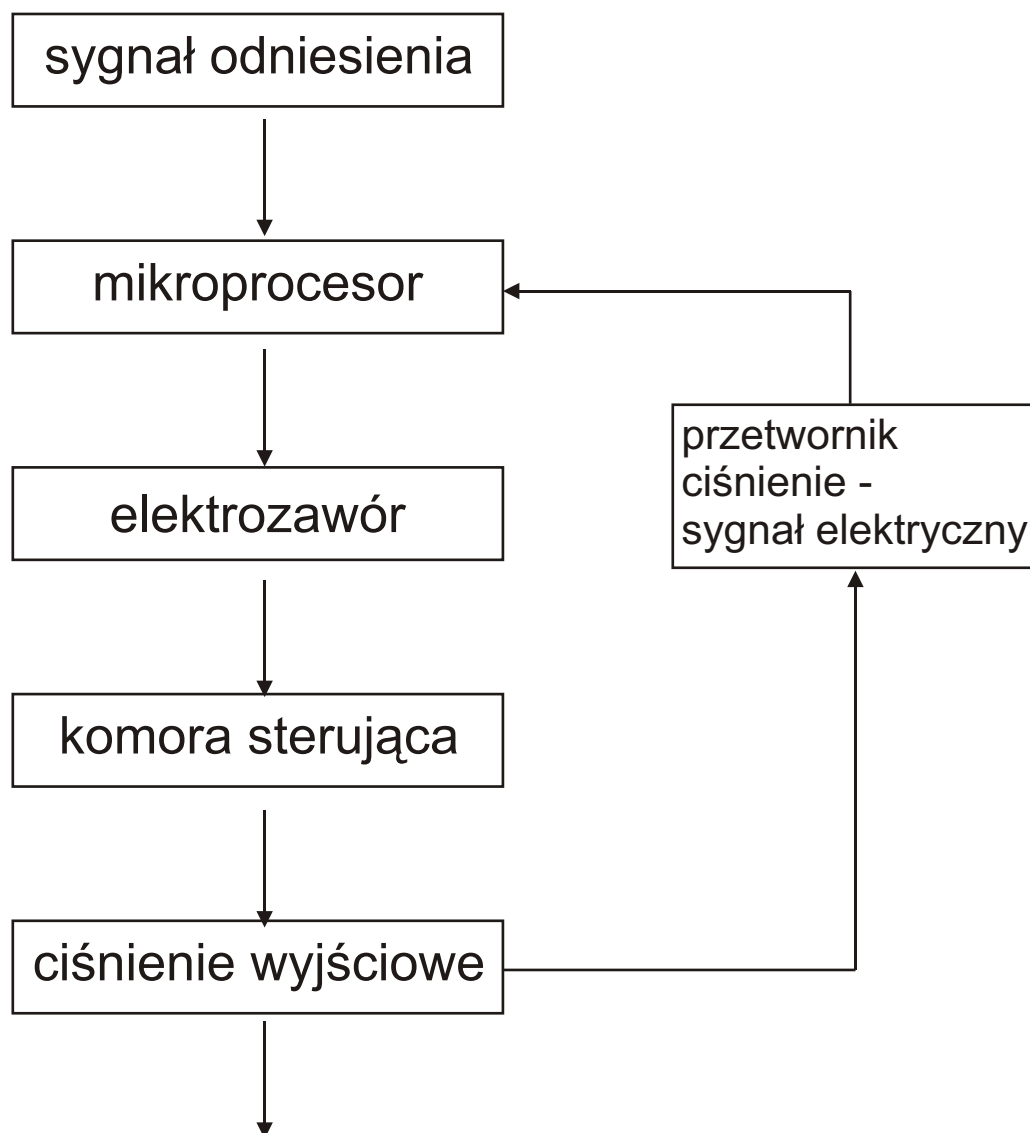 sygnał odniesienia
mikroprocesor
elektrozawór
komora sterująca
ciśnienie wyjściowe
przetwornik
ciśnienie -
sygnał elektryczny